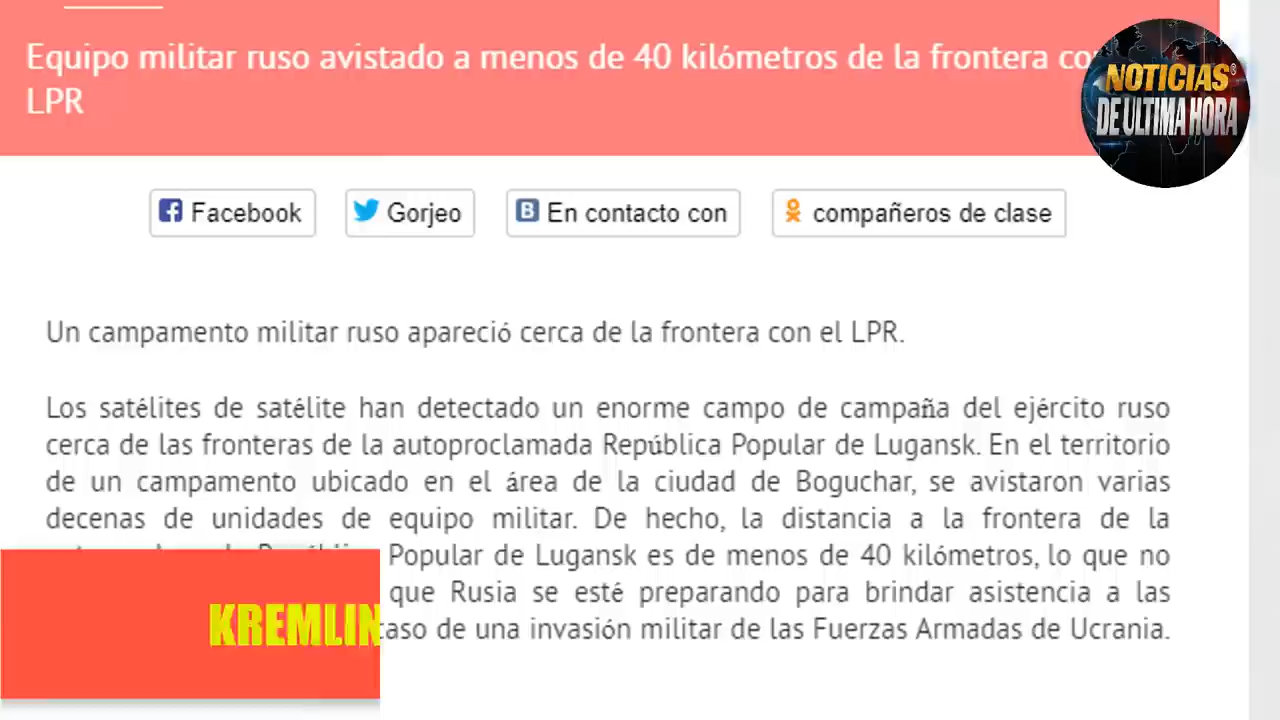 Equipo militar ruso avistado a menos de 40 kilómetros de la frontera
LPR
NOTICIAS®
DE ULTIMA HORA
Facebook
Gorjeo
En contacto con
compañeros de clase
Un campamento militar ruso apareció cerca de la frontera con el LPR.
Los satélites de satélite han detectado un enorme campo de campaña del ejército ruso
cerca de las fronteras de la autoproclamada República Popular de Lugansk. En el territorio
de un campamento ubicado en el área de la ciudad de Boguchar, se avistaron varias
decenas de unidades de equipo militar. De hecho, la distancia a la frontera de la
Popular de Lugansk es de menos de 40 kilómetros, lo que no
que Rusia se esté preparando para brindar asistencia a las
caso de una invasión militar de las Fuerzas Armadas de Ucrania.
KREMLIN